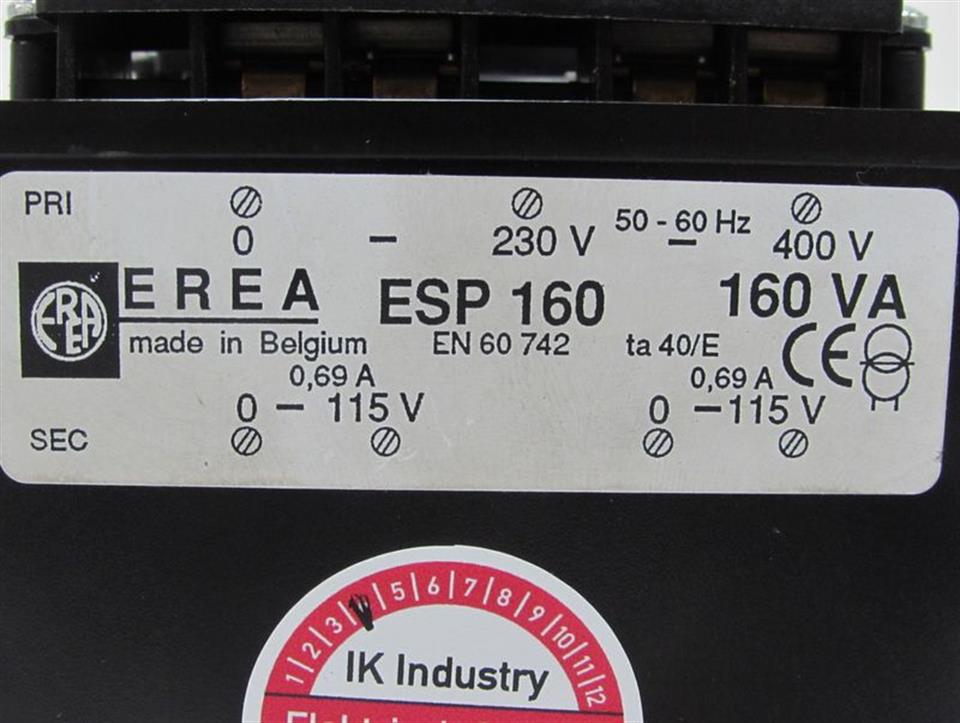 PRI
0 – 230 V 50 - 60 Hz – 400 V
EREA
EREA ESP 160 160 VA
made in Belgium EN 60 742 ta 40/E CE
0,69 A 0,69 A
0 – 115 V 0 – 115 V
SEC
1 2 3 5 6 7 8 9 10 11 12
IK Industry